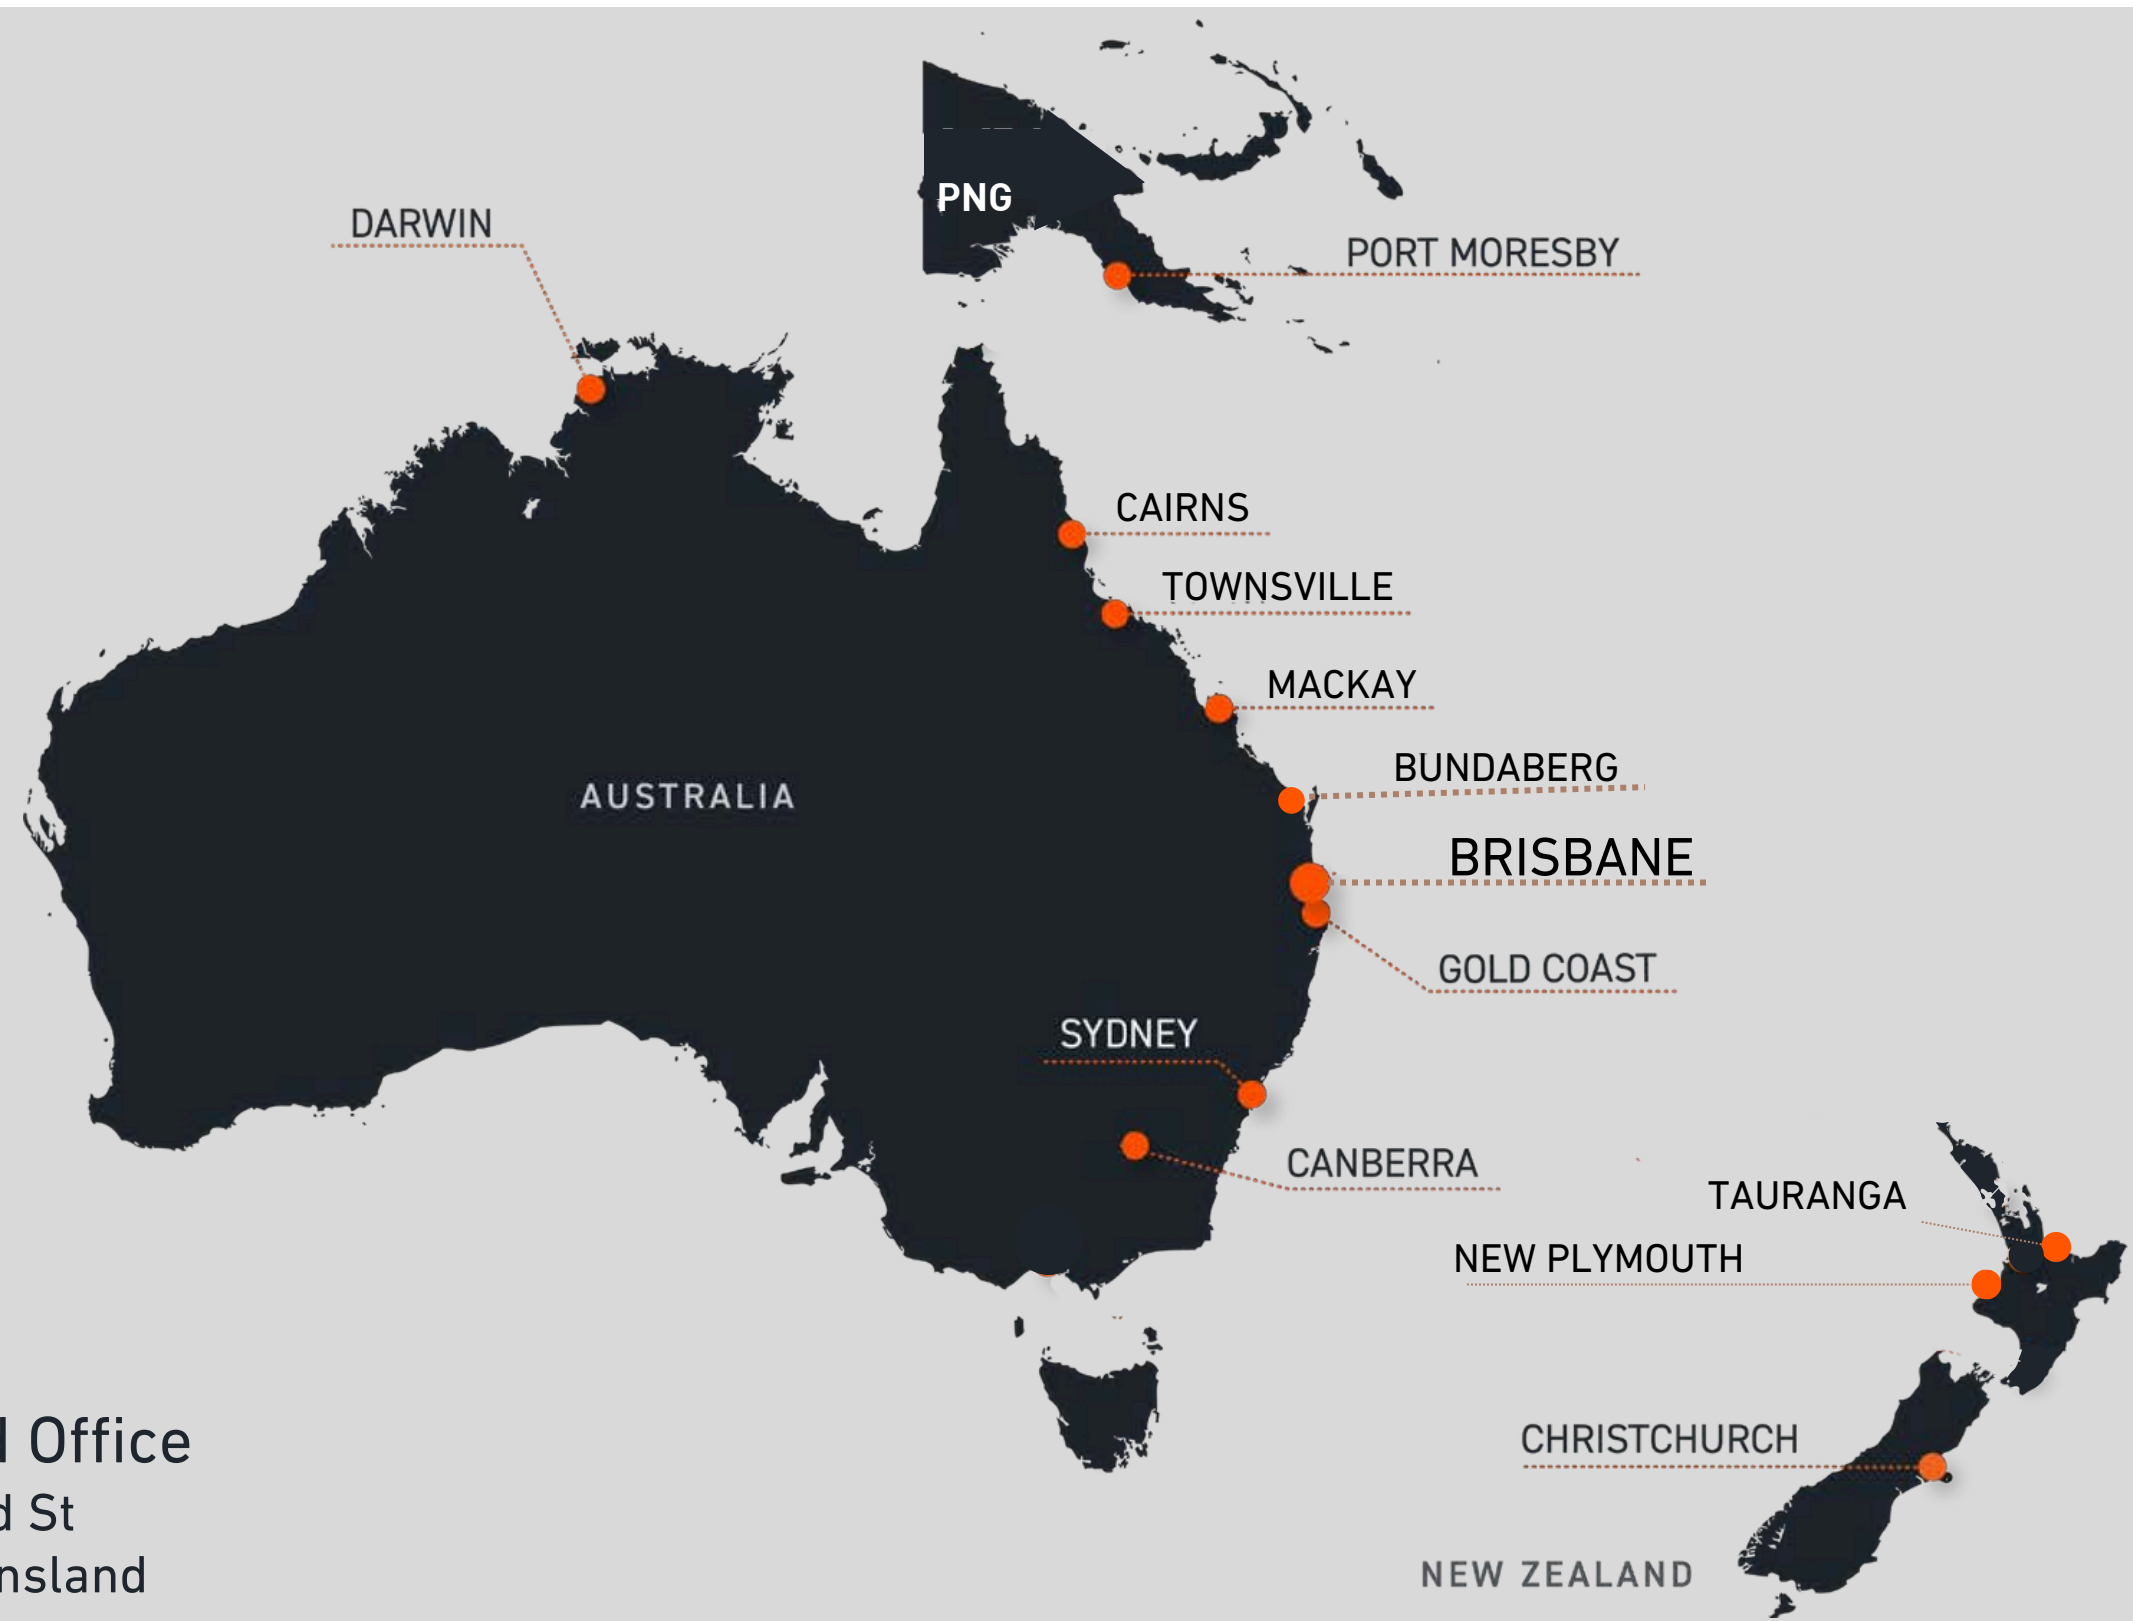 PNG
DARWIN
PORT MORESBY
CAIRNS
TOWNSVILLE
MACKAY
BUNDABERG
AUSTRALIA
BRISBANE
GOLD COAST
SYDNEY
CANBERRA
TAURANGA
NEW PLYMOUTH
CHRISTCHURCH
Office
St
NEW ZEALAND